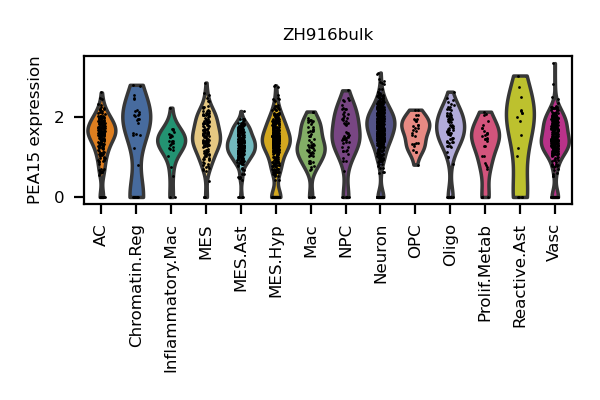 ZH916bulk
PEA15 expression
2
0
AC
Chromatin.Reg
Inflammatory.Mac
MES
MES.Ast
MES.Hyp
Mac
NPC
Neuron
OPC
Oligo
Prolif.Metab
Reactive.Ast
Vasc